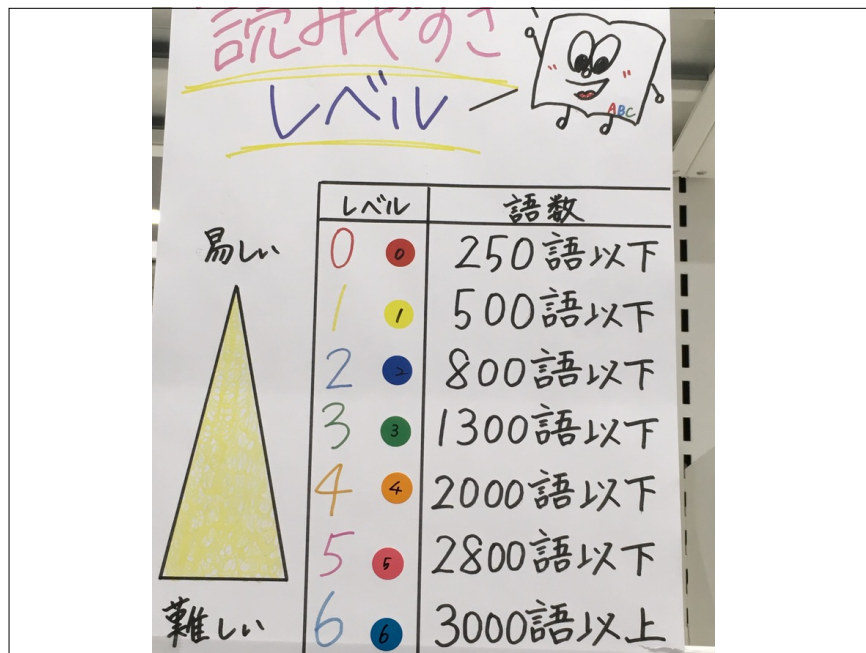 読みやすさ
レベル
ABC
レベル 語数
易しい
0 0 250語以下
1 1 500語以下
2 2 800語以下
3 3 1300語以下
4 4 2000語以下
5 5 2800語以下
難しい
6 6 3000語以上